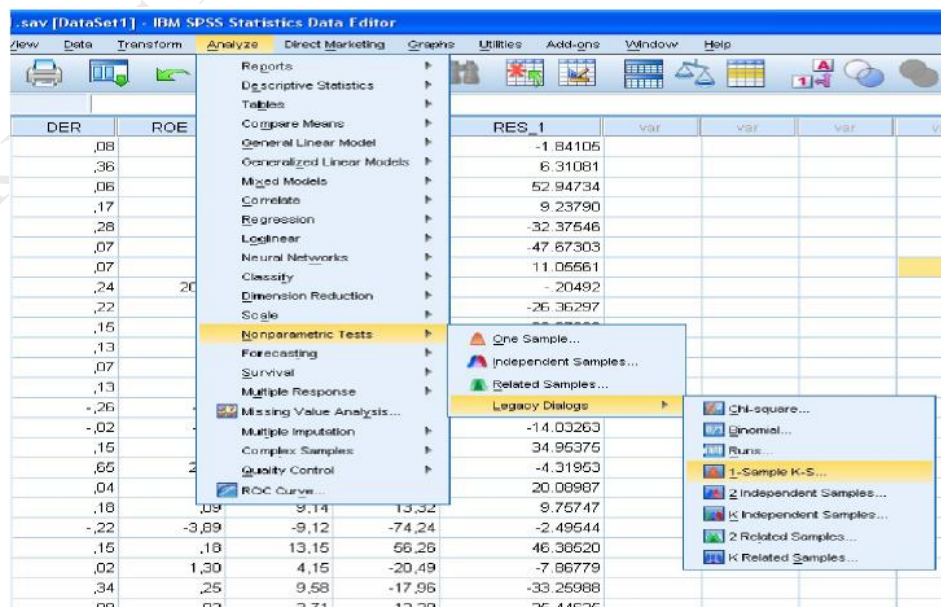 .sav [DataSet1] - IBM SPSS Statistics Data Editor
View Data Transform Analyze Direct Marketing Graphs Utilities Add-ons Window Help
DER ROE RES_1 var var var
,08 -1.84105
,36 6.31081
,06 52.94734
,17 9.23790
,28 -32.37546
,07 -47.67303
,07 11.05561
,24 20 -.20492
,22 -26.36297
,15
,13
,07
,13
-,26
-,02 -14.03263
,15 34.95375
,65 2 -4.31953
,04 20.08987
,18 ,09 9,14 13,32 9.75747
-,22 -3,89 -9,12 -74,24 -2.49544
,15 ,18 13,15 56,26 46.38520
,02 1,30 4,15 -20,49 -7.86779
,34 ,25 9,58 -17,96 -33.25988
Reports
Descriptive Statistics
Tables
Compare Means
General Linear Model
Generalized Linear Models
Mixed Models
Correlate
Regression
Loglinear
Neural Networks
Classify
Dimension Reduction
Scale
Nonparametric Tests
Forecasting
Survival
Multiple Response
Missing Value Analysis...
Multiple Imputation
Complex Samples
Quality Control
ROC Curve...
One Sample...
Independent Samples...
Related Samples...
Legacy Dialogs
Chi-square...
Binomial...
Runs...
1-Sample K-S...
2 Independent Samples...
K Independent Samples...
2 Related Samples...
K Related Samples...